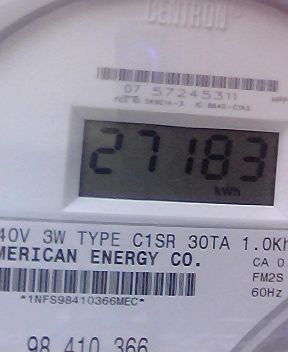 CENTRON
07 57245311
27183
kWh
40V 3W TYPE C1SR 30TA 1.0Kh
MERICAN ENERGY CO.
CA 0
FM2S
*1NFS98410366MEC*
60Hz
98 410 366